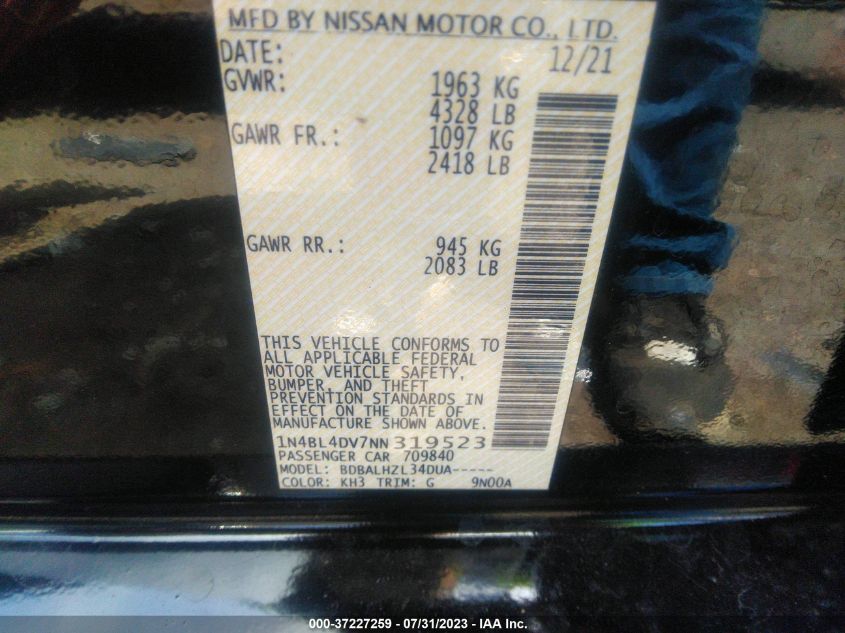 MFD BY NISSAN MOTOR CO., LTD.
DATE: 12/21
GVWR: 1963 KG
4328 LB
GAWR FR.: 1097 KG
2418 LB
GAWR RR.: 945 KG
2083 LB
THIS VEHICLE CONFORMS TO
ALL APPLICABLE FEDERAL
MOTOR VEHICLE SAFETY,
BUMPER, AND THEFT
PREVENTION STANDARDS IN
EFFECT ON THE DATE OF
MANUFACTURE SHOWN ABOVE.
1N4BL4DV7NN319523
PASSENGER CAR 709840
MODEL: BDBALHZL34DUA-----
COLOR: KH3 TRIM: G 9N00A
000-37227259 - 07/31/2023 - IAA Inc.